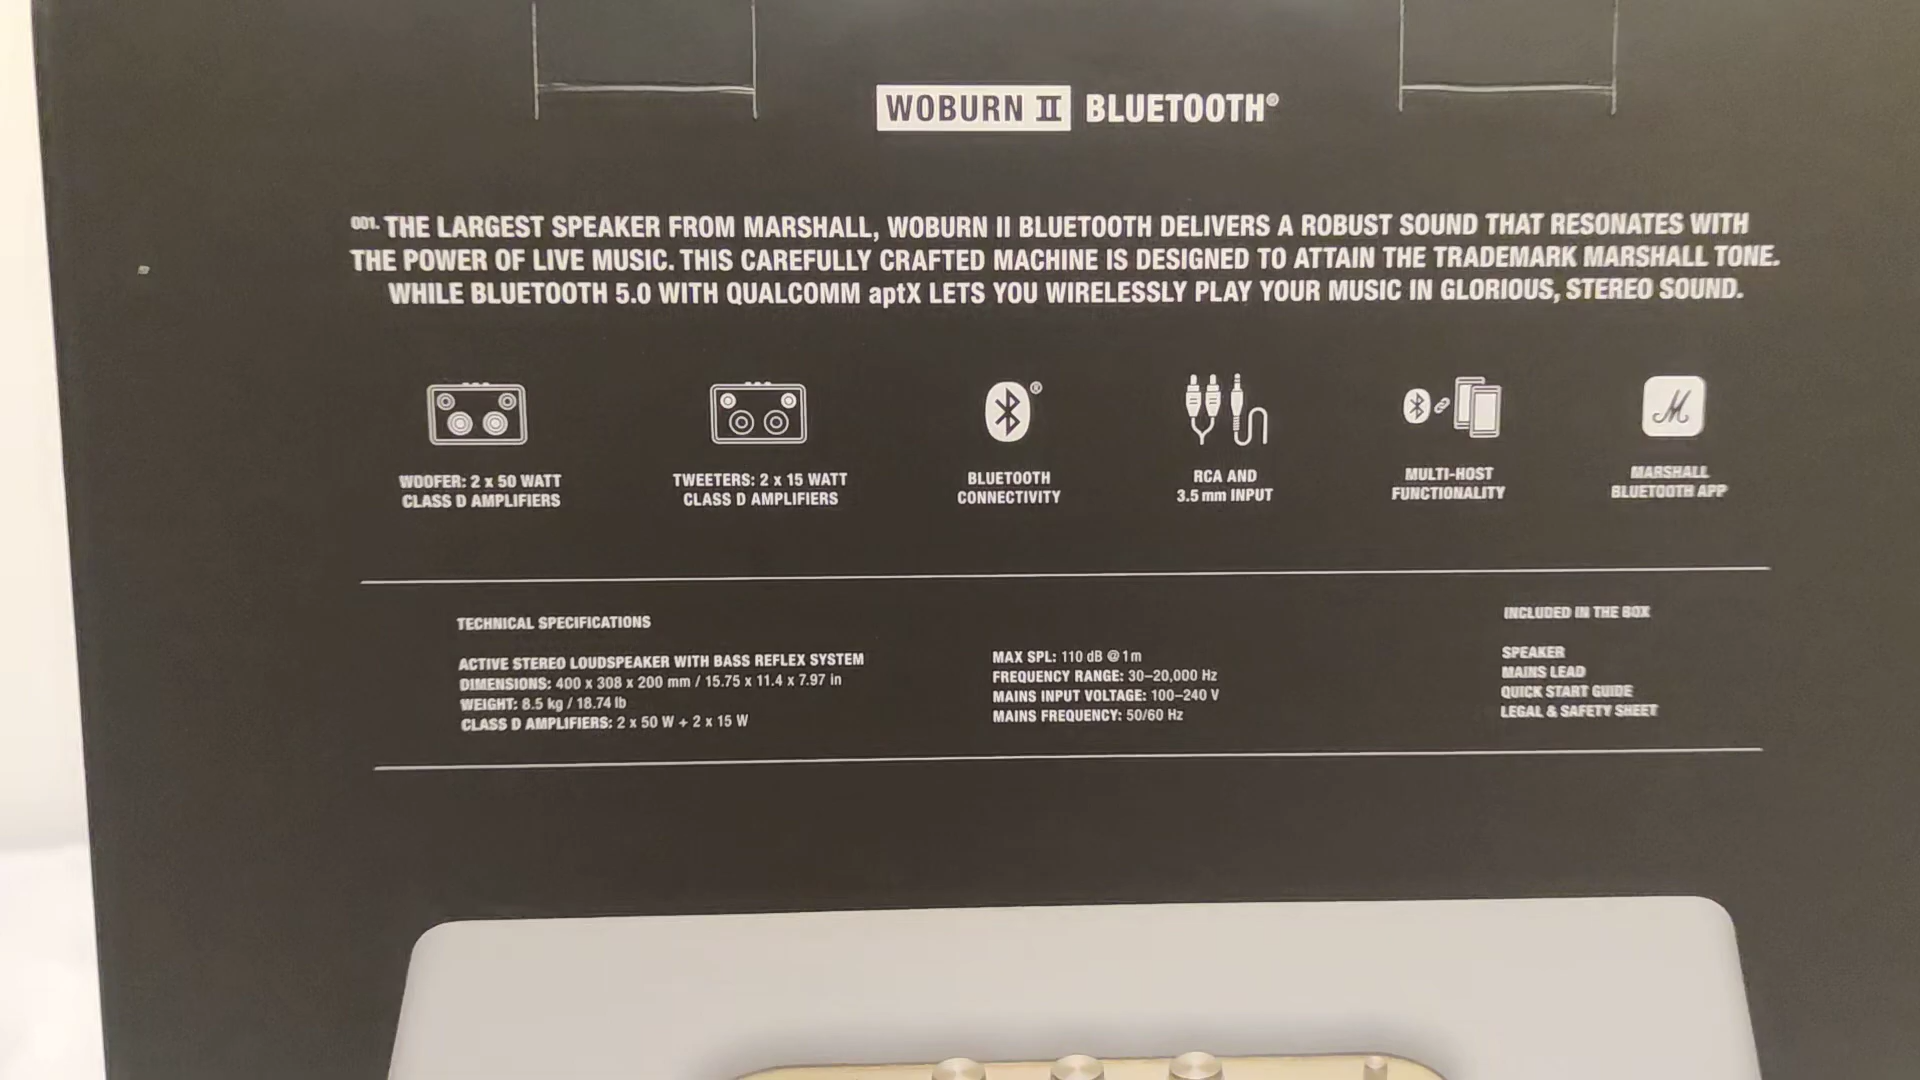 WOBURN II BLUETOOTH®
001. THE LARGEST SPEAKER FROM MARSHALL, WOBURN II BLUETOOTH DELIVERS A ROBUST SOUND THAT RESONATES WITH
THE POWER OF LIVE MUSIC. THIS CAREFULLY CRAFTED MACHINE IS DESIGNED TO ATTAIN THE TRADEMARK MARSHALL TONE.
WHILE BLUETOOTH 5.0 WITH QUALCOMM aptX LETS YOU WIRELESSLY PLAY YOUR MUSIC IN GLORIOUS, STEREO SOUND.
®
M
WOOFER: 2 x 50 WATT
CLASS D AMPLIFIERS
TWEETERS: 2 x 15 WATT
CLASS D AMPLIFIERS
BLUETOOTH
CONNECTIVITY
RCA AND
3.5 mm INPUT
MULTI-HOST
FUNCTIONALITY
MARSHALL
BLUETOOTH APP
TECHNICAL SPECIFICATIONS
ACTIVE STEREO LOUDSPEAKER WITH BASS REFLEX SYSTEM
DIMENSIONS: 400 x 308 x 200 mm / 15.75 x 11.4 x 7.97 in
WEIGHT: 8.5 kg / 18.74 lb
CLASS D AMPLIFIERS: 2 x 50 W + 2 x 15 W
MAX SPL: 110 dB @ 1 m
FREQUENCY RANGE: 30–20,000 Hz
MAINS INPUT VOLTAGE: 100–240 V
MAINS FREQUENCY: 50/60 Hz
INCLUDED IN THE BOX
SPEAKER
MAINS LEAD
QUICK START GUIDE
LEGAL & SAFETY SHEET